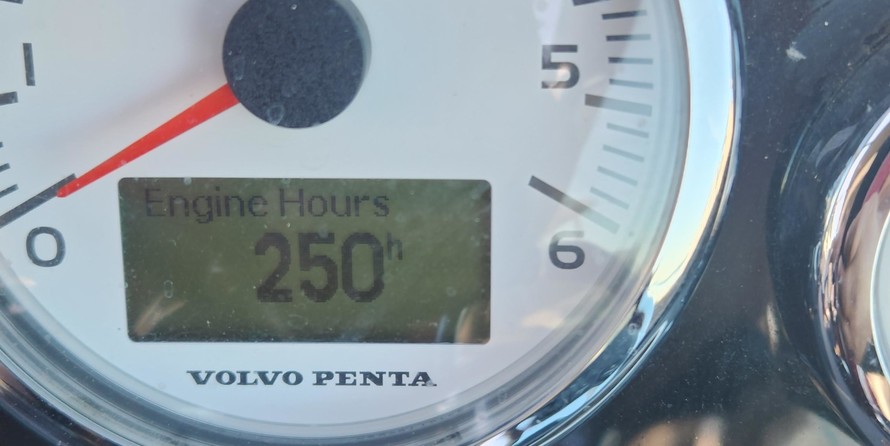 1
5
Engine Hours
250h
0
6
VOLVO PENTA